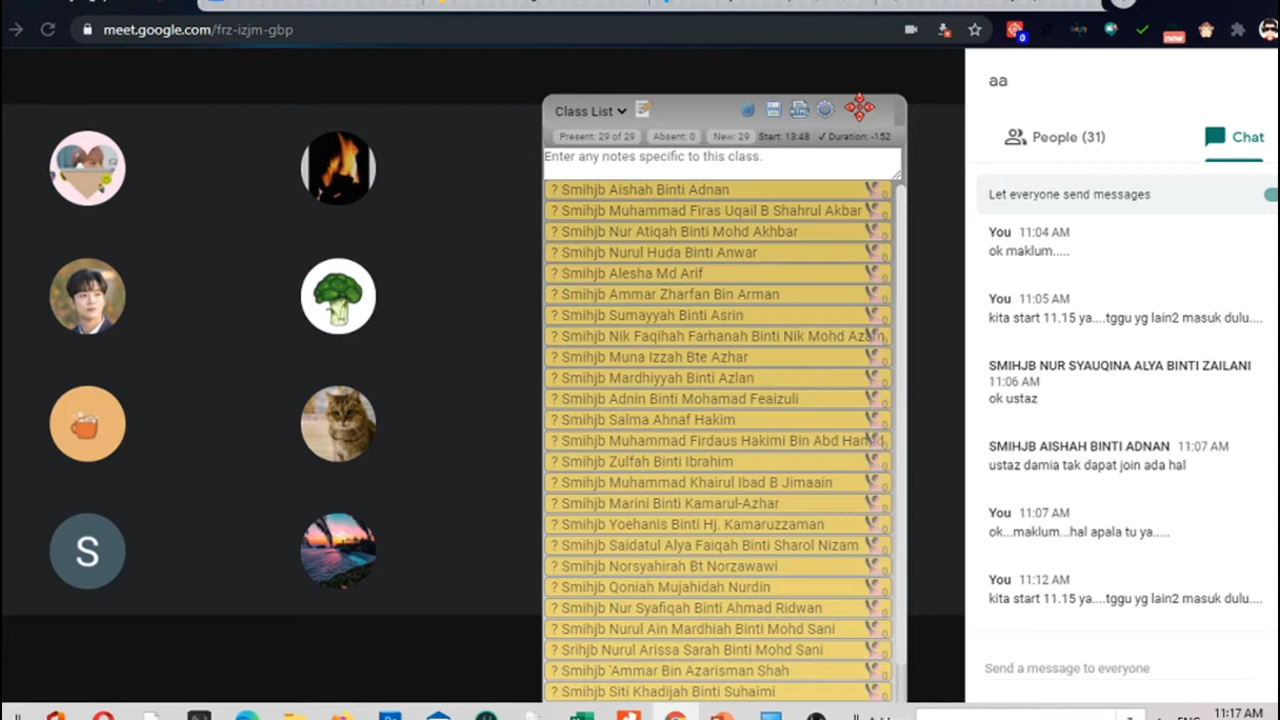 meet.google.com/frz-izjm-gbp
0
new
Class List
Present: 29 of 29 Absent: 0 New: 29 Start: 13:48 ✓ Duration: -152
Enter any notes specific to this class.
? Smihjb Aishah Binti Adnan
? Smihjb Muhammad Firas Uqail B Shahrul Akbar
? Smihjb Nur Atiqah Binti Mohd Akhbar
? Smihjb Nurul Huda Binti Anwar
? Smihjb Alesha Md Arif
? Smihjb Ammar Zharfan Bin Arman
? Smihjb Sumayyah Binti Asrin
? Smihjb Nik Faqihah Farhanah Binti Nik Mohd Azam
? Smihjb Muna Izzah Bte Azhar
? Smihjb Mardhiyyah Binti Azlan
? Smihjb Adnin Binti Mohamad Feaizuli
? Smihjb Salma Ahnaf Hakim
? Smihjb Muhammad Firdaus Hakimi Bin Abd Hamid
? Smihjb Zulfah Binti Ibrahim
? Smihjb Muhammad Khairul Ibad B Jimaain
? Smihjb Marini Binti Kamarul-Azhar
? Smihjb Yoehanis Binti Hj. Kamaruzzaman
? Smihjb Saidatul Alya Faiqah Binti Sharol Nizam
? Smihjb Norsyahirah Bt Norzawawi
? Smihjb Qoniah Mujahidah Nurdin
? Smihjb Nur Syafiqah Binti Ahmad Ridwan
? Smihjb Nurul Ain Mardhiah Binti Mohd Sani
? Srihjb Nurul Arissa Sarah Binti Mohd Sani
? Smihjb 'Ammar Bin Azarisman Shah
? Smihjb Siti Khadijah Binti Suhaimi
S
aa
People (31) Chat
Let everyone send messages
You 11:04 AM
ok maklum.....
You 11:05 AM
kita start 11.15 ya....tggu yg lain2 masuk dulu....
SMIHJB NUR SYAUQINA ALYA BINTI ZAILANI
11:06 AM
ok ustaz
SMIHJB AISHAH BINTI ADNAN 11:07 AM
ustaz damia tak dapat join ada hal
You 11:07 AM
ok...maklum...hal apala tu ya.....
You 11:12 AM
kita start 11.15 ya....tggu yg lain2 masuk dulu....
Send a message to everyone
ENG 11:17 AM